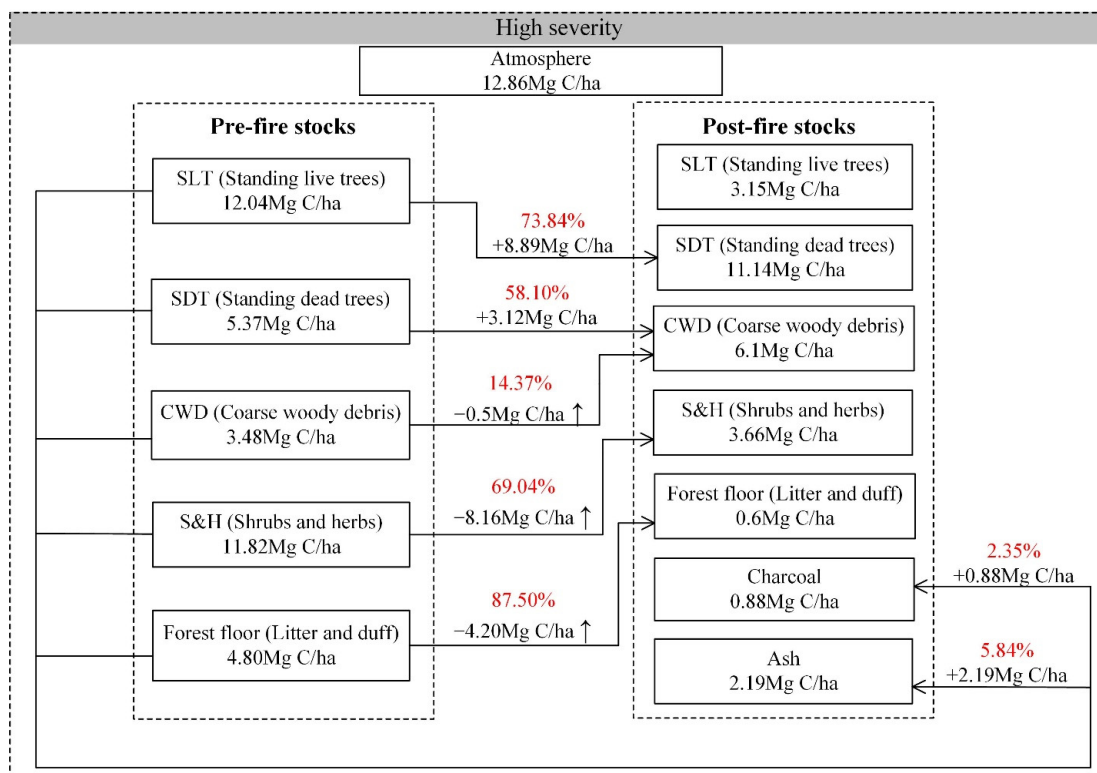 High severity
Atmosphere
12.86Mg C/ha
Pre-fire stocks
SLT (Standing live trees)
12.04Mg C/ha
SDT (Standing dead trees)
5.37Mg C/ha
CWD (Coarse woody debris)
3.48Mg C/ha
S&H (Shrubs and herbs)
11.82Mg C/ha
Forest floor (Litter and duff)
4.80Mg C/ha
73.84%
+8.89Mg C/ha
58.10%
+3.12Mg C/ha
14.37%
−0.5Mg C/ha ↑
69.04%
−8.16Mg C/ha ↑
87.50%
−4.20Mg C/ha ↑
Post-fire stocks
SLT (Standing live trees)
3.15Mg C/ha
SDT (Standing dead trees)
11.14Mg C/ha
CWD (Coarse woody debris)
6.1Mg C/ha
S&H (Shrubs and herbs)
3.66Mg C/ha
Forest floor (Litter and duff)
0.6Mg C/ha
Charcoal
0.88Mg C/ha
Ash
2.19Mg C/ha
2.35%
+0.88Mg C/ha
5.84%
+2.19Mg C/ha